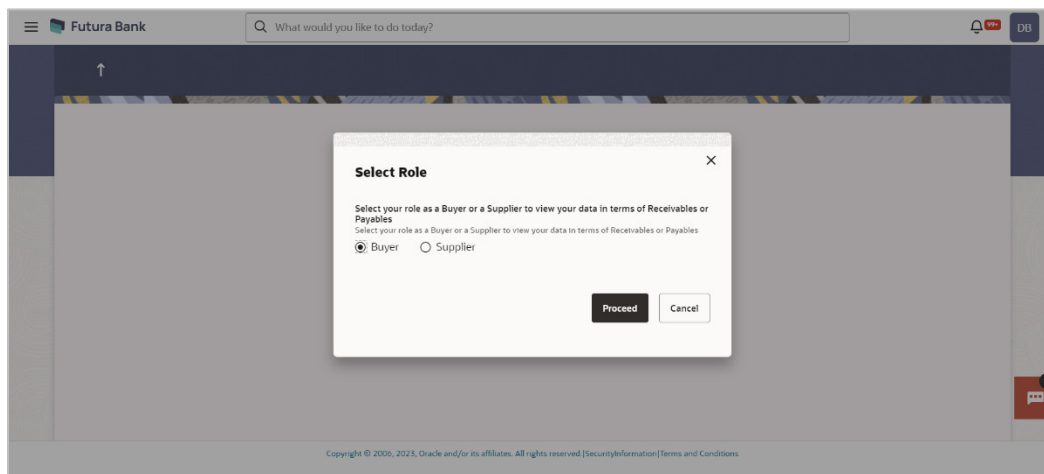 Futura Bank
What would you like to do today?
99+
DB
Select Role
Select your role as a Buyer or a Supplier to view your data in terms of Receivables or
Payables
Select your role as a Buyer or a Supplier to view your data in terms of Receivables or Payables
Buyer
Supplier
Proceed
Cancel
Copyright © 2006, 2023, Oracle and/or its affiliates. All rights reserved.|SecurityInformation|Terms and Conditions